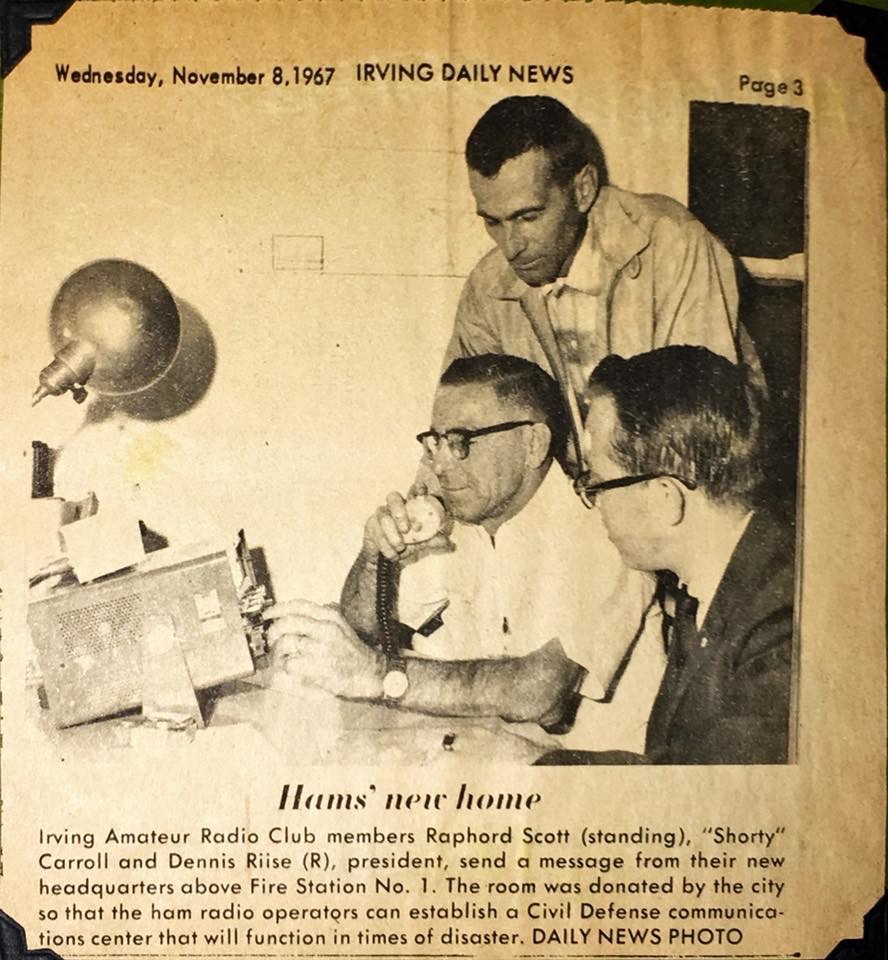 Wednesday, November 8,1967 IRVING DAILY NEWS Page 3
Hams' new home
Irving Amateur Radio Club members Raphord Scott (standing), "Shorty"
Carroll and Dennis Riise (R), president, send a message from their new
headquarters above Fire Station No. 1. The room was donated by the city
so that the ham radio operators can establish a Civil Defense communica-
tions center that will function in times of disaster. DAILY NEWS PHOTO